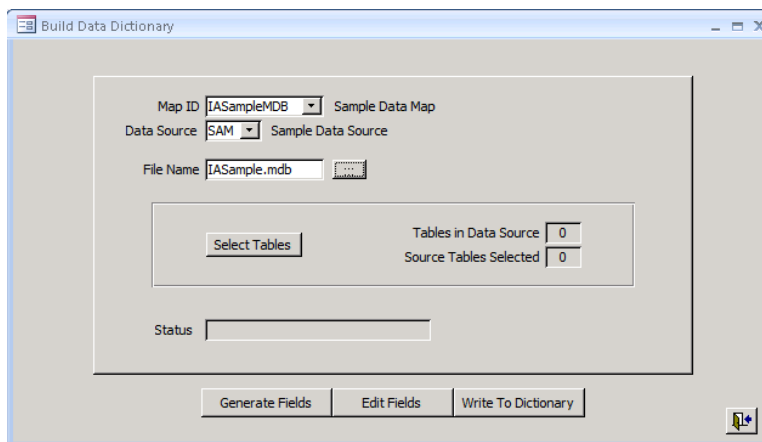 Build Data Dictionary
Map ID IASampleMDB Sample Data Map
Data Source SAM Sample Data Source
File Name IASample.mdb ...
Select Tables
Tables in Data Source 0
Source Tables Selected 0
Status
Generate Fields Edit Fields Write To Dictionary